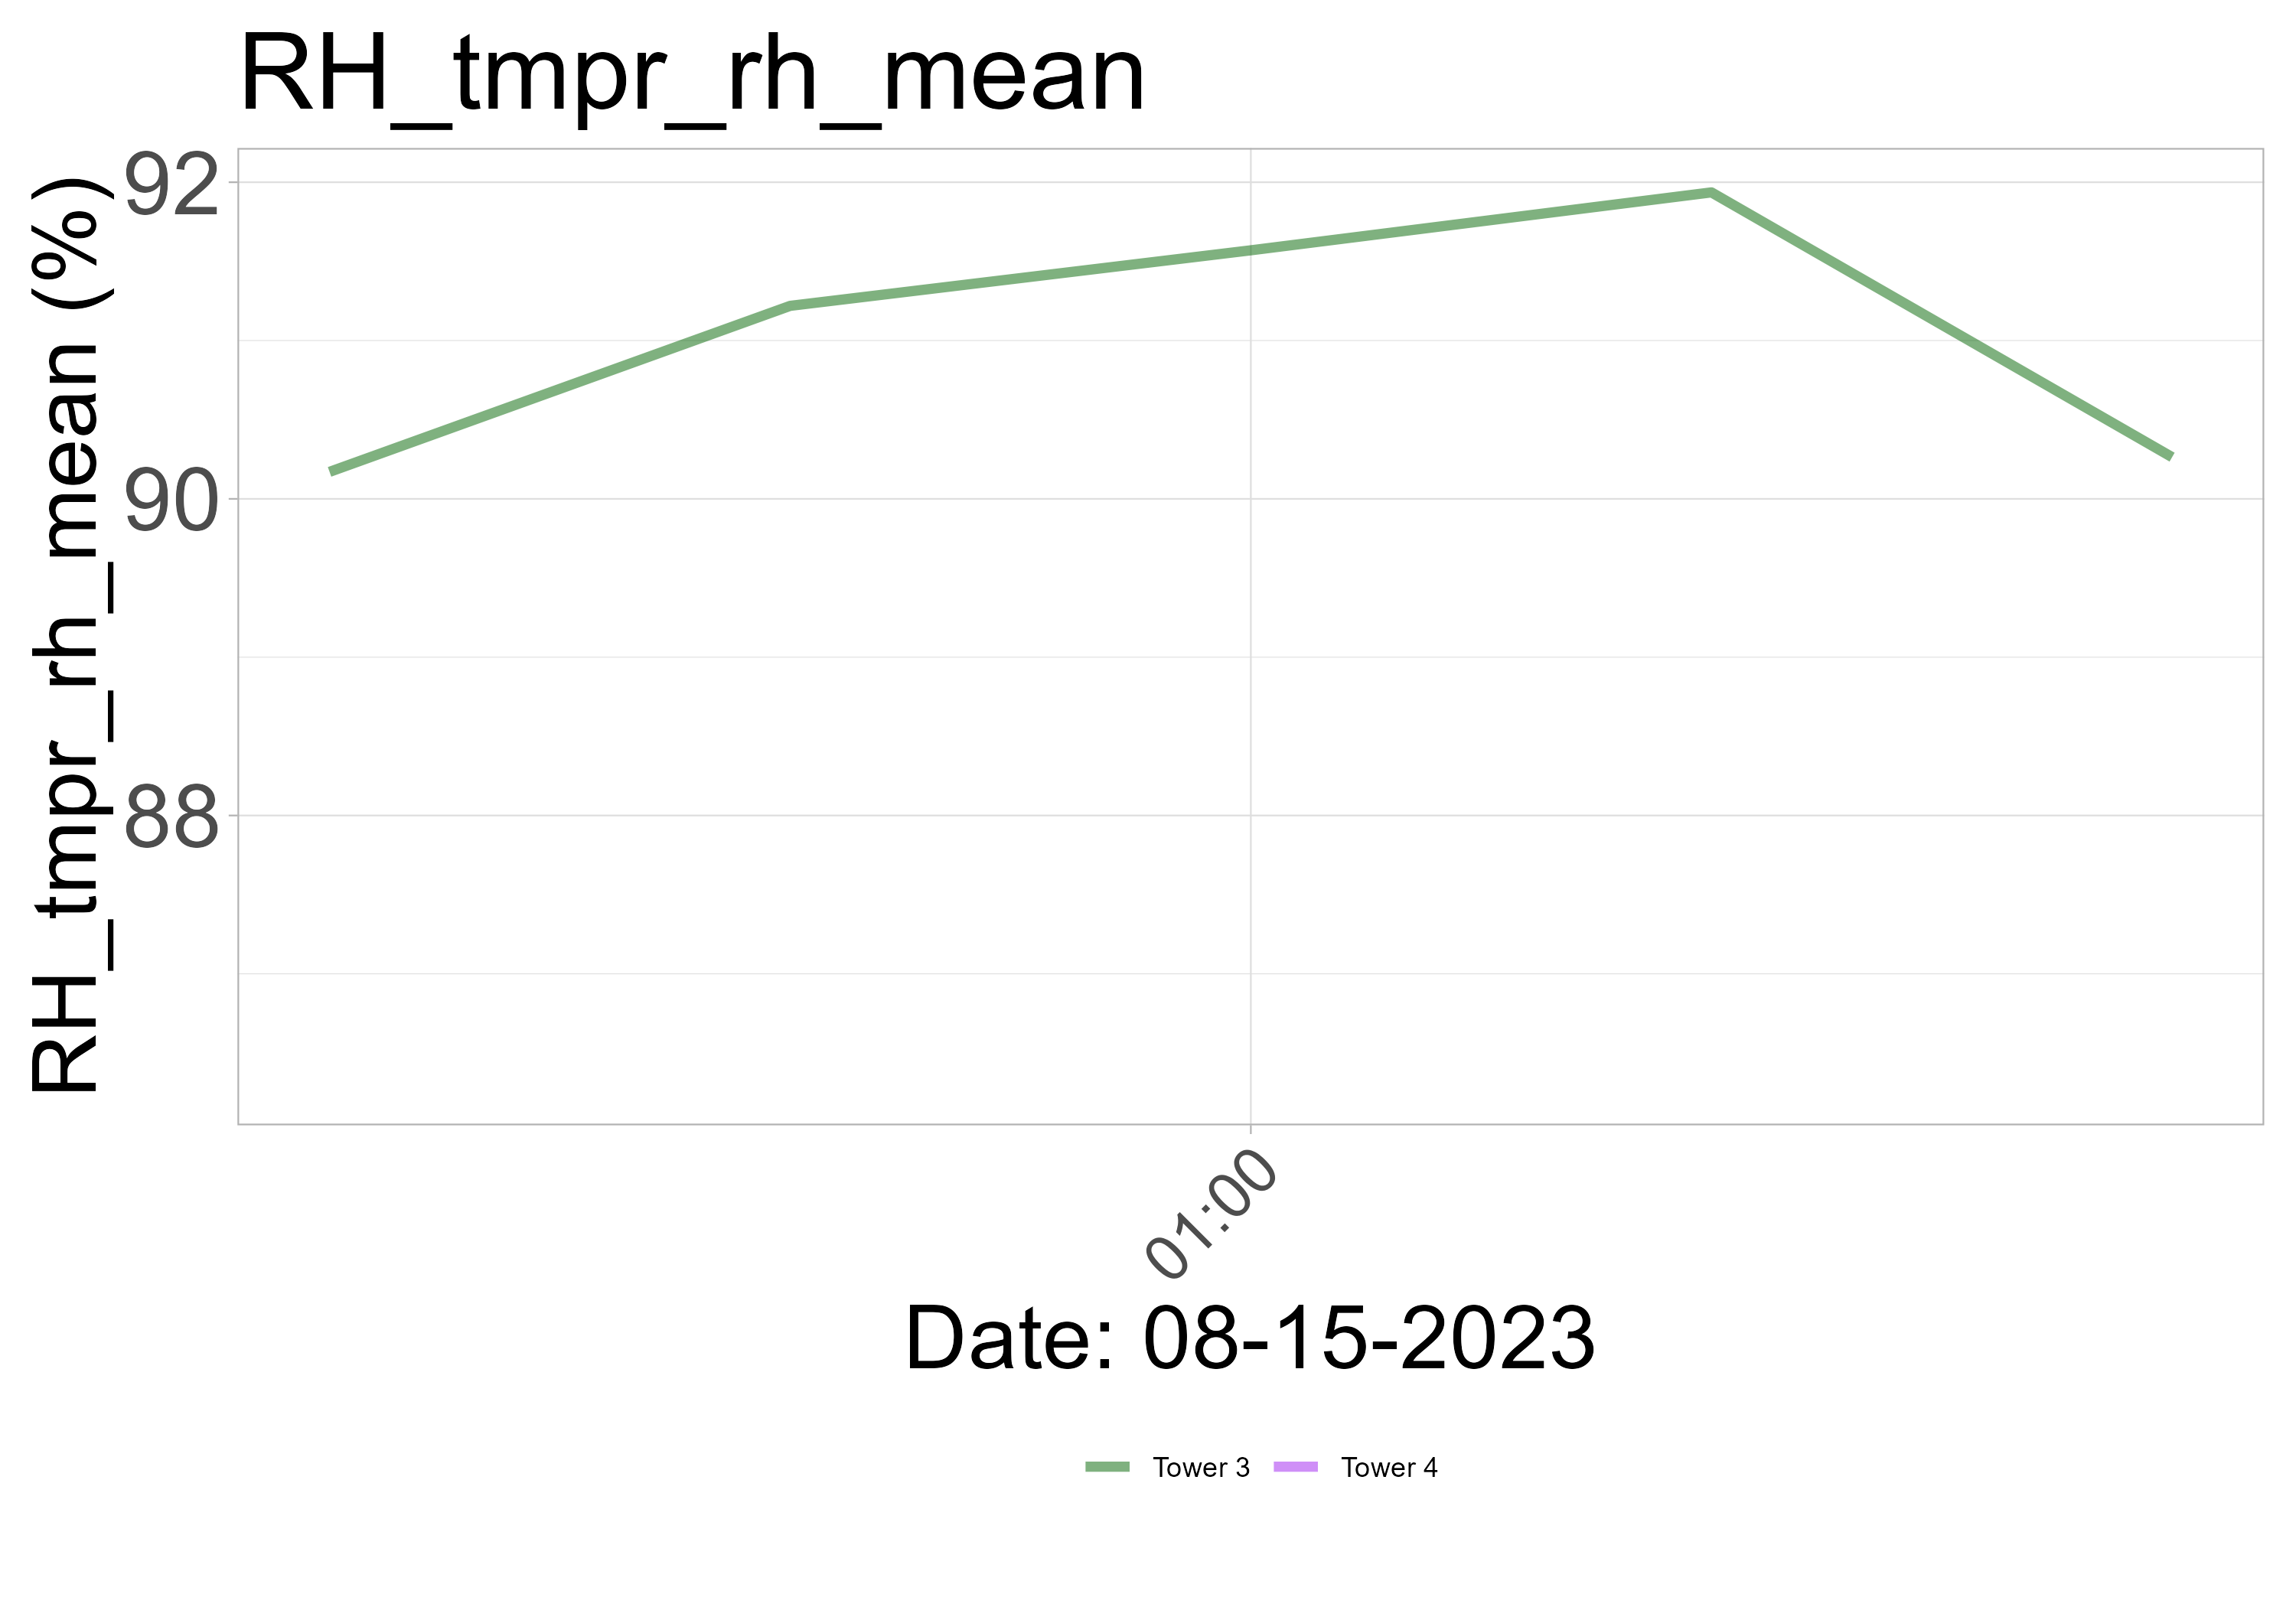 RH_tmpr_rh_mean
RH_tmpr_rh_mean (%)
92
90
88
01:00
Date: 08-15-2023
Tower 3 Tower 4